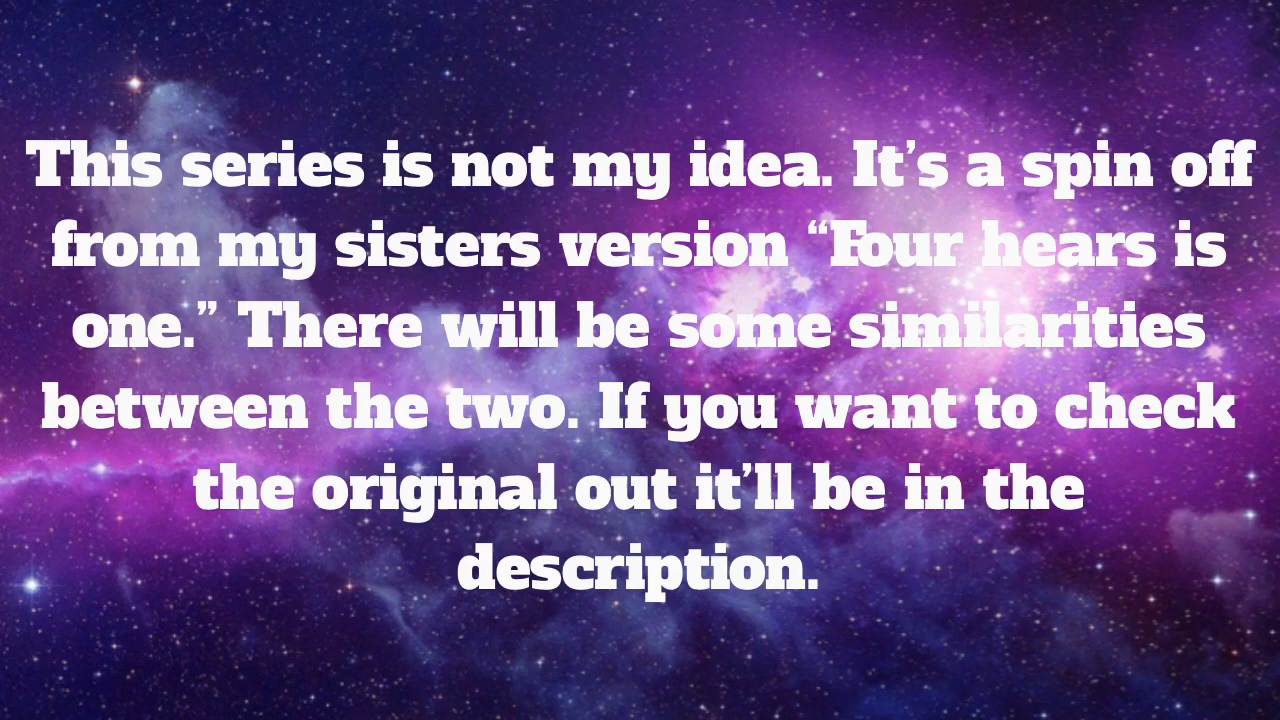 This series is not my idea. It’s a spin off
from my sisters version “Four hears is
one.” There will be some similarities
between the two. If you want to check
the original out it’ll be in the
description.